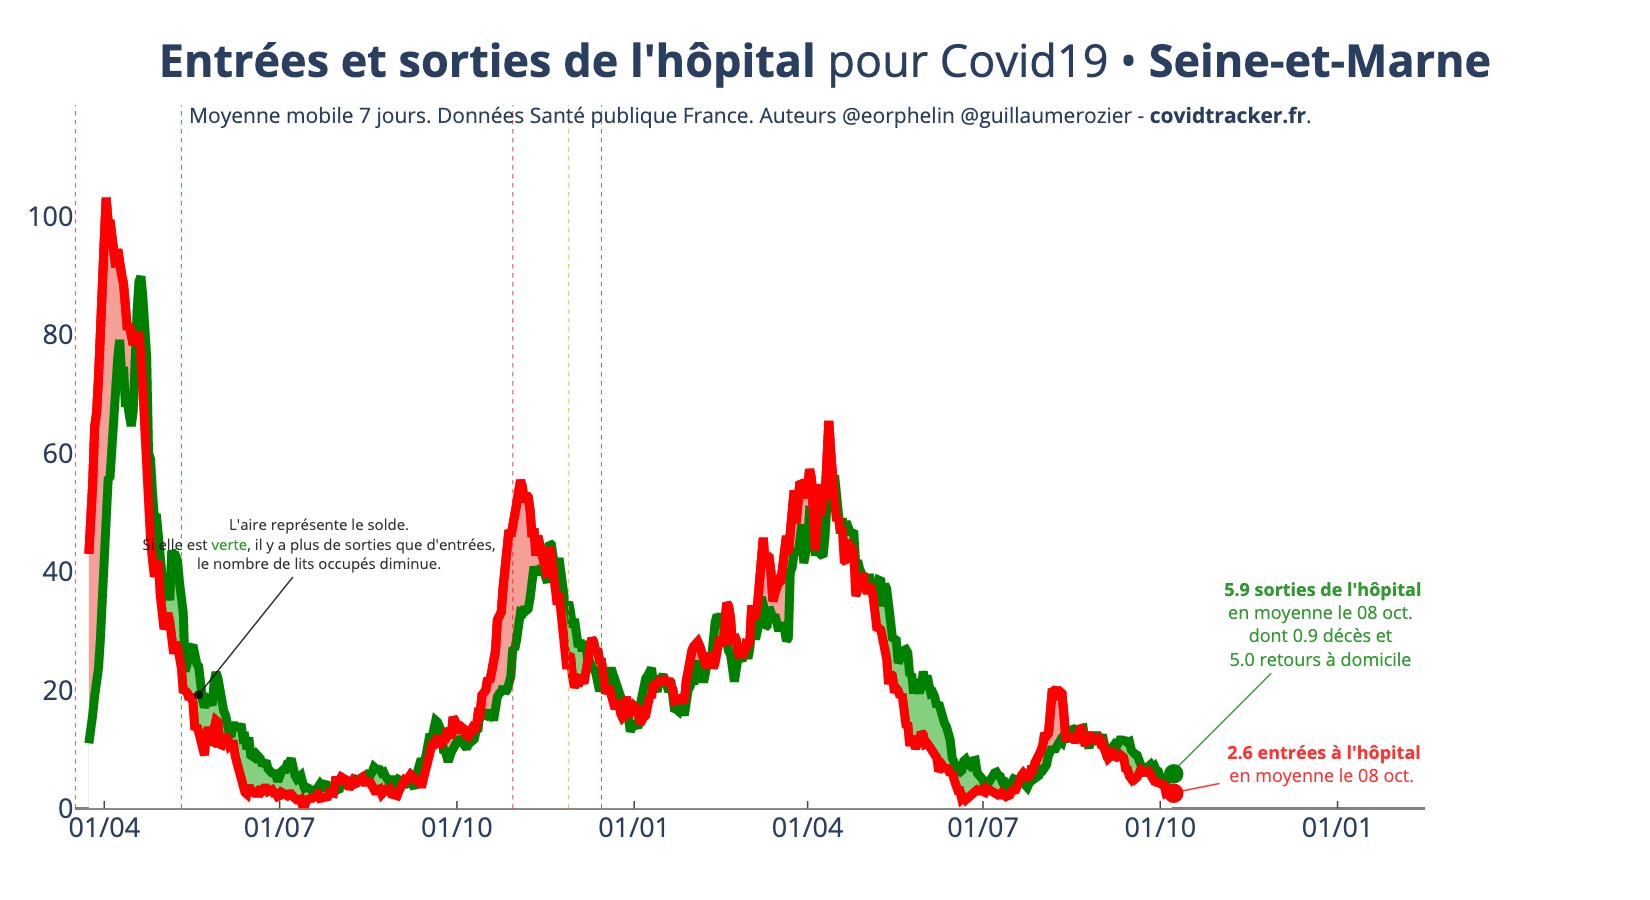 Entrées et sorties de l'hôpital pour Covid19 • Seine-et-Marne
Moyenne mobile 7 jours. Données Santé publique France. Auteurs @eorphelin @guillaumerozier - covidtracker.fr.
100
80
60
40
20
0
L'aire représente le solde.
Si elle est verte, il y a plus de sorties que d'entrées,
le nombre de lits occupés diminue.
5.9 sorties de l'hôpital
en moyenne le 08 oct.
dont 0.9 décès et
5.0 retours à domicile
2.6 entrées à l'hôpital
en moyenne le 08 oct.
01/04 01/07 01/10 01/01 01/04 01/07 01/10 01/01